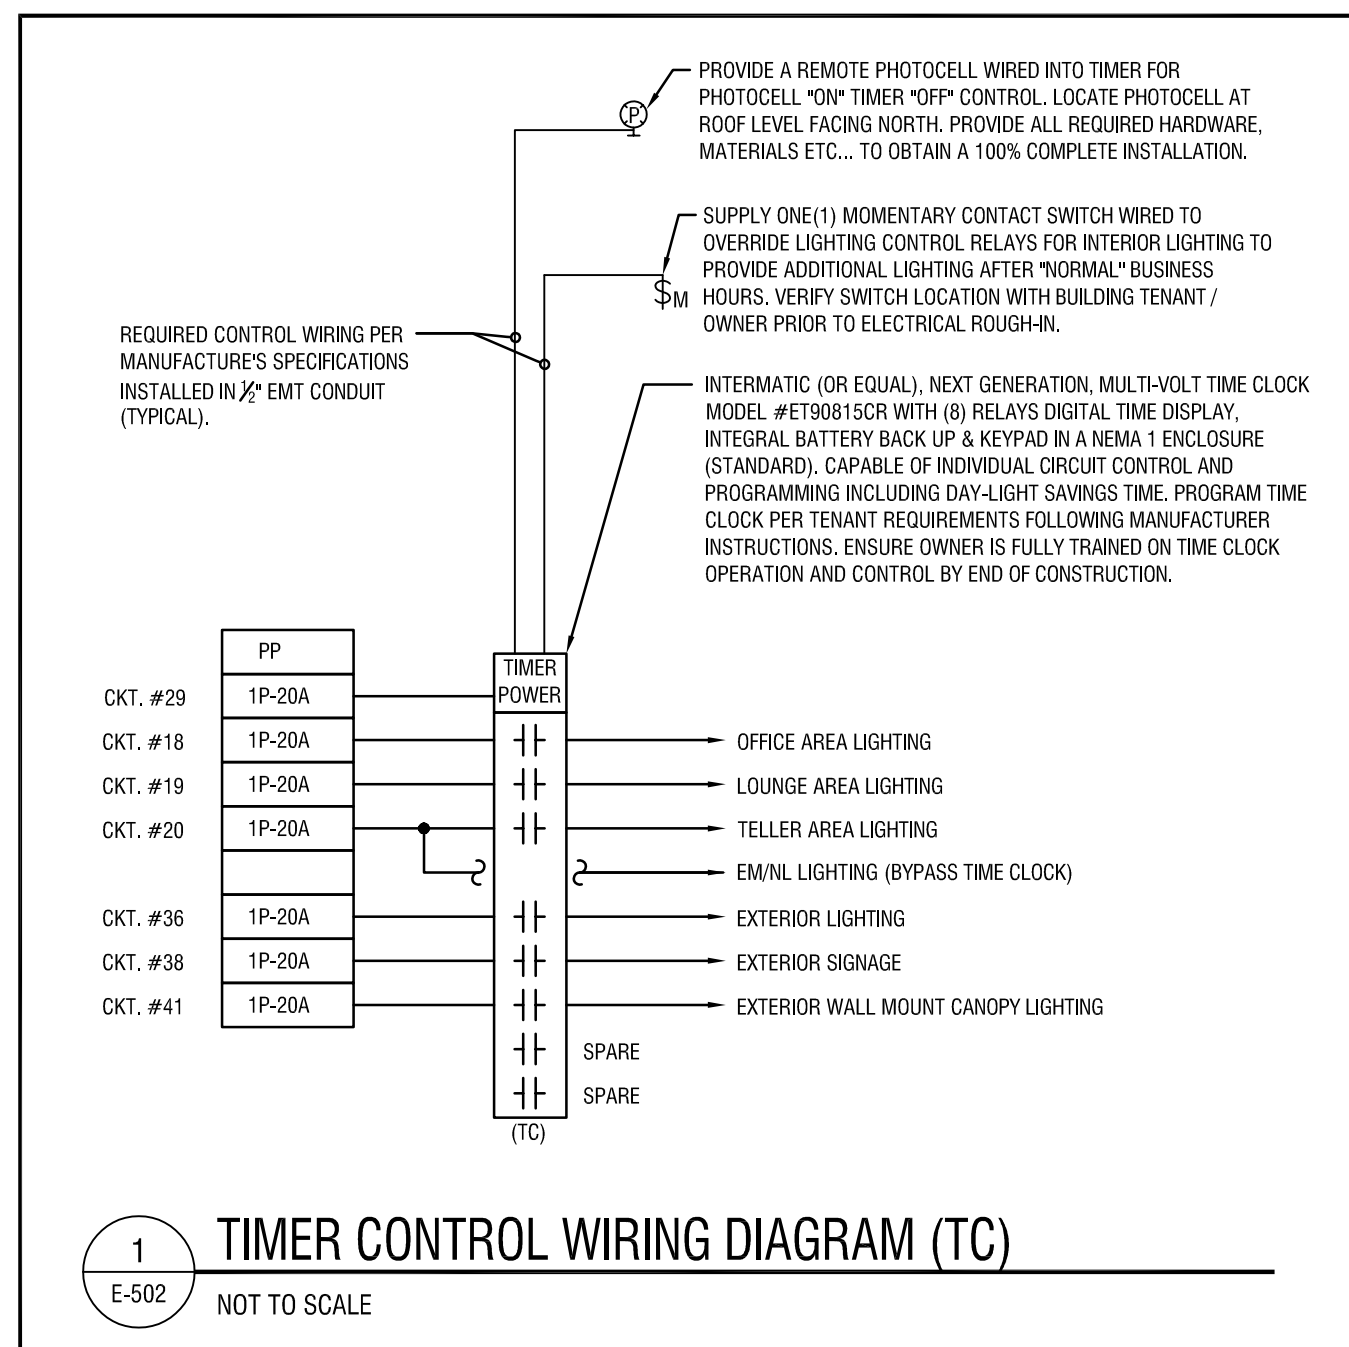 PROVIDE A REMOTE PHOTOCELL WIRED INTO TIMER FOR
PHOTOCELL "ON" TIMER "OFF" CONTROL. LOCATE PHOTOCELL AT
ROOF LEVEL FACING NORTH. PROVIDE ALL REQUIRED HARDWARE,
MATERIALS ETC... TO OBTAIN A 100% COMPLETE INSTALLATION.
P
SUPPLY ONE(1) MOMENTARY CONTACT SWITCH WIRED TO
OVERRIDE LIGHTING CONTROL RELAYS FOR INTERIOR LIGHTING TO
PROVIDE ADDITIONAL LIGHTING AFTER "NORMAL" BUSINESS
HOURS. VERIFY SWITCH LOCATION WITH BUILDING TENANT /
OWNER PRIOR TO ELECTRICAL ROUGH-IN.
$M
REQUIRED CONTROL WIRING PER
MANUFACTURE'S SPECIFICATIONS
INSTALLED IN ½" EMT CONDUIT
(TYPICAL).
INTERMATIC (OR EQUAL), NEXT GENERATION, MULTI-VOLT TIME CLOCK
MODEL #ET90815CR WITH (8) RELAYS DIGITAL TIME DISPLAY,
INTEGRAL BATTERY BACK UP & KEYPAD IN A NEMA 1 ENCLOSURE
(STANDARD). CAPABLE OF INDIVIDUAL CIRCUIT CONTROL AND
PROGRAMMING INCLUDING DAY-LIGHT SAVINGS TIME. PROGRAM TIME
CLOCK PER TENANT REQUIREMENTS FOLLOWING MANUFACTURER
INSTRUCTIONS. ENSURE OWNER IS FULLY TRAINED ON TIME CLOCK
OPERATION AND CONTROL BY END OF CONSTRUCTION.
PP
TIMER
POWER
CKT. #29 1P-20A
CKT. #18 1P-20A OFFICE AREA LIGHTING
CKT. #19 1P-20A LOUNGE AREA LIGHTING
CKT. #20 1P-20A TELLER AREA LIGHTING
EM/NL LIGHTING (BYPASS TIME CLOCK)
CKT. #36 1P-20A EXTERIOR LIGHTING
CKT. #38 1P-20A EXTERIOR SIGNAGE
CKT. #41 1P-20A EXTERIOR WALL MOUNT CANOPY LIGHTING
SPARE
SPARE
(TC)
1
E-502
TIMER CONTROL WIRING DIAGRAM (TC)
NOT TO SCALE